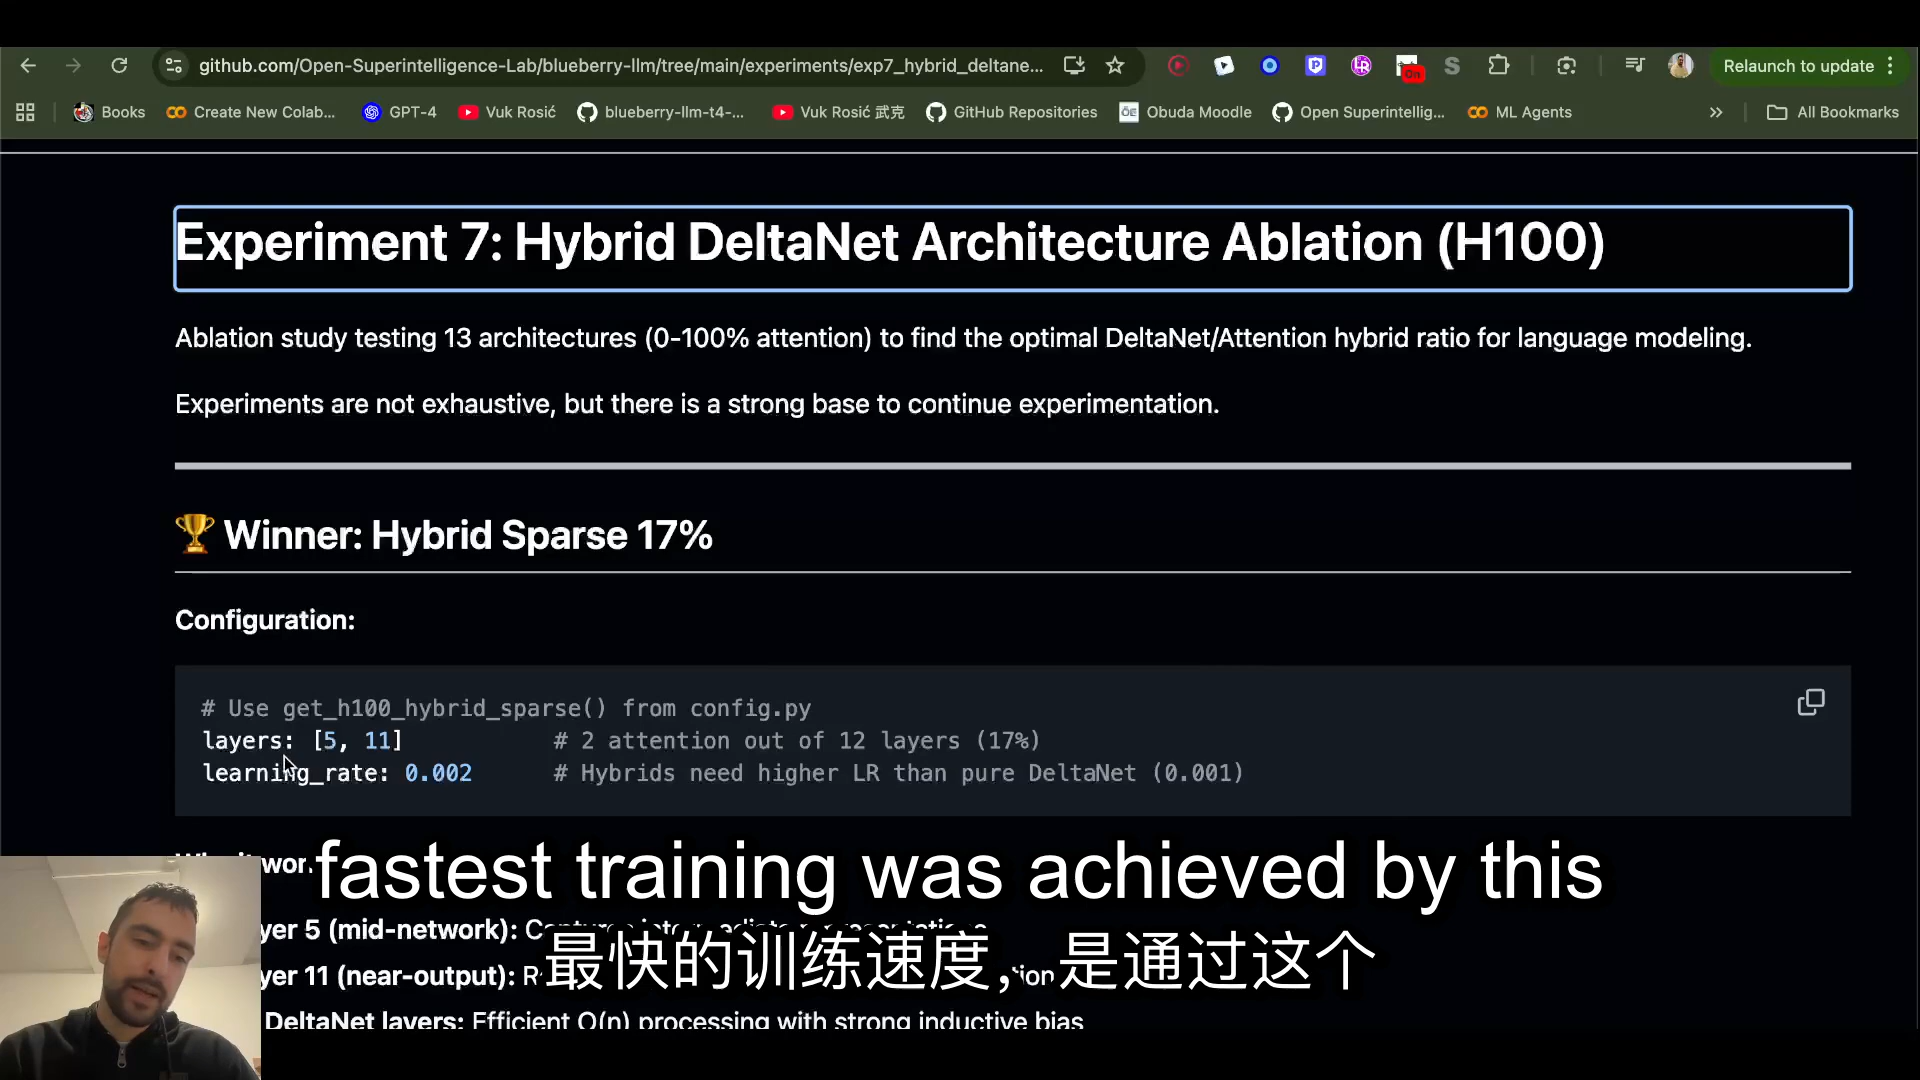 github.com/Open-Superintelligence-Lab/blueberry-llm/tree/main/experiments/exp7_hybrid_deltane...
On
Relaunch to update
Books
Create New Colab...
GPT-4
Vuk Rosić
blueberry-llm-t4-...
Vuk Rosić 武克
GitHub Repositories
Obuda Moodle
Open Superintellig...
ML Agents
All Bookmarks
Experiment 7: Hybrid DeltaNet Architecture Ablation (H100)
Ablation study testing 13 architectures (0-100% attention) to find the optimal DeltaNet/Attention hybrid ratio for language modeling.
Experiments are not exhaustive, but there is a strong base to continue experimentation.
🏆 Winner: Hybrid Sparse 17%
Configuration:
# Use get_h100_hybrid_sparse() from config.py
layers: [5, 11] # 2 attention out of 12 layers (17%)
learning_rate: 0.002 # Hybrids need higher LR than pure DeltaNet (0.001)
fastest training was achieved by this
yer 5 (mid-network):
最快的训练速度，是通过这个
yer 11 (near-output):
DeltaNet layers: Efficient O(n) processing with strong inductive bias